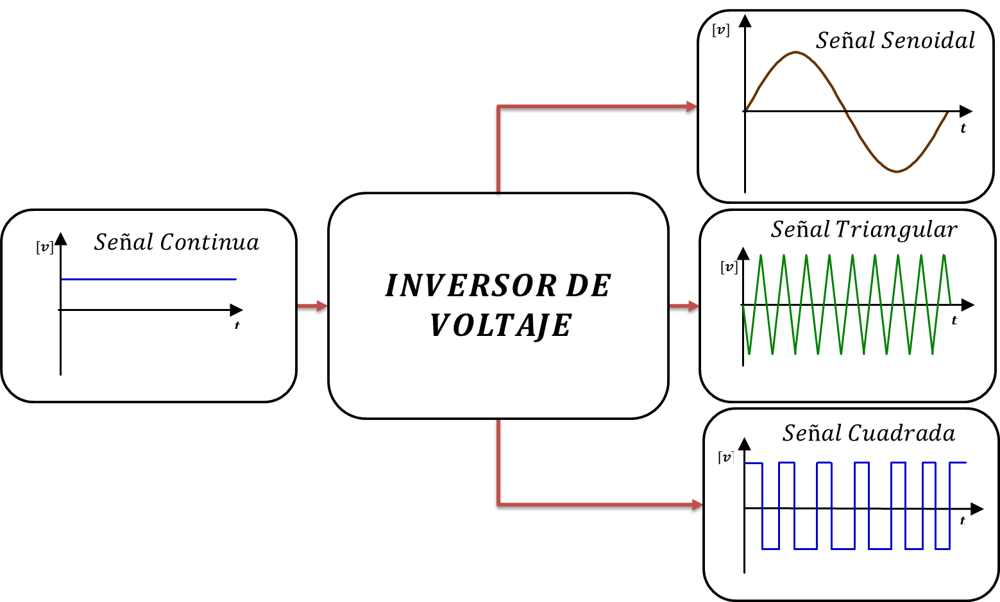 [v]
Señal Senoidal
t
Señal Continua
[v]
t
INVERSOR DE
VOLTAJE
Señal Triangular
[v]
t
Señal Cuadrada
[v]
t